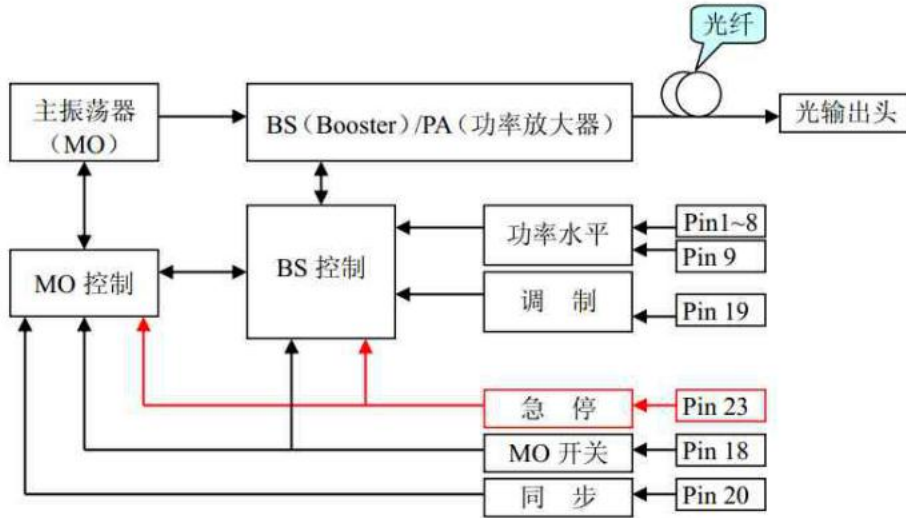 光纤
主振荡器
（MO）
BS（Booster）/PA（功率放大器）
光输出头
MO 控制
BS 控制
功率水平
Pin1~8
Pin 9
调 制
Pin 19
急 停
Pin 23
MO 开关
Pin 18
同 步
Pin 20